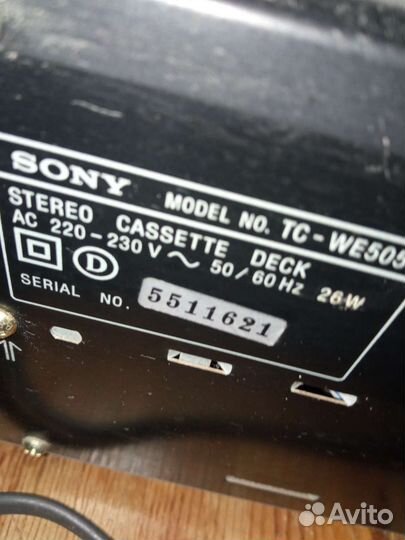 SONY MODEL NO. TC-WE505
STEREO CASSETTE DECK
AC 220-230V ~ 50/60Hz 26W
D
SERIAL NO. 5511621
Avito